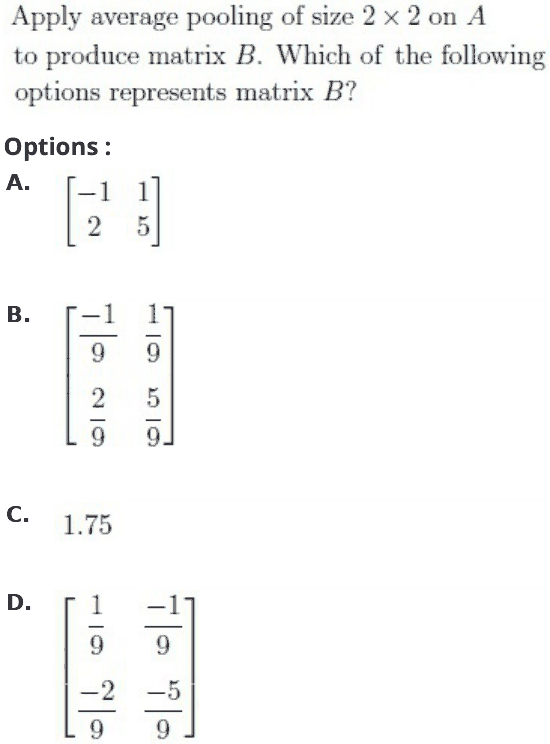 Apply average pooling of size 2 × 2 on A
to produce matrix B. Which of the following
options represents matrix B?
Options :
A.
−1 1
2 5
B.
−1/9 1/9
2/9 5/9
C.
1.75
D.
1/9 −1/9
−2/9 −5/9